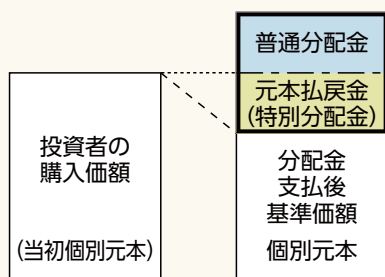 普通分配金
元本払戻金
(特別分配金)
投資者の
購入価額
(当初個別元本)
分配金
支払後
基準価額
個別元本